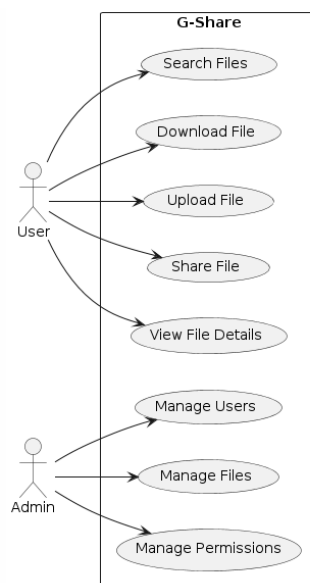 G-Share
Search Files
Download File
Upload File
User
Share File
View File Details
Manage Users
Manage Files
Admin
Manage Permissions